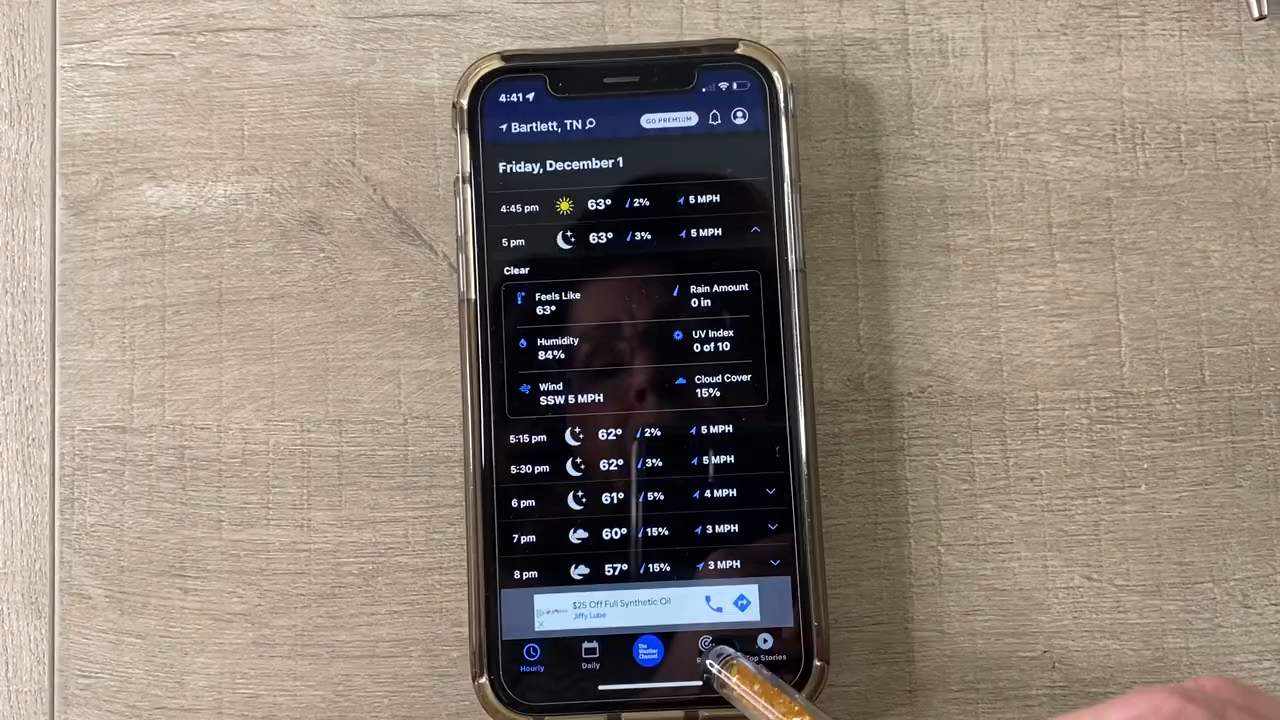 4:41
Bartlett, TN
GO PREMIUM
Friday, December 1
4:45 pm 63° 2% 5 MPH
5 pm 63° 3% 5 MPH
Clear
Feels Like
63°
Rain Amount
0 in
Humidity
84%
UV Index
0 of 10
Wind
SSW 5 MPH
Cloud Cover
15%
5:15 pm 62° 2% 5 MPH
5:30 pm 62° 3% 5 MPH
6 pm 61° 5% 4 MPH
7 pm 60° 15% 3 MPH
8 pm 57° 15% 3 MPH
$25 Off Full Synthetic Oil
Jiffy Lube
Hourly
Daily
The
Weather
Channel
Top Stories